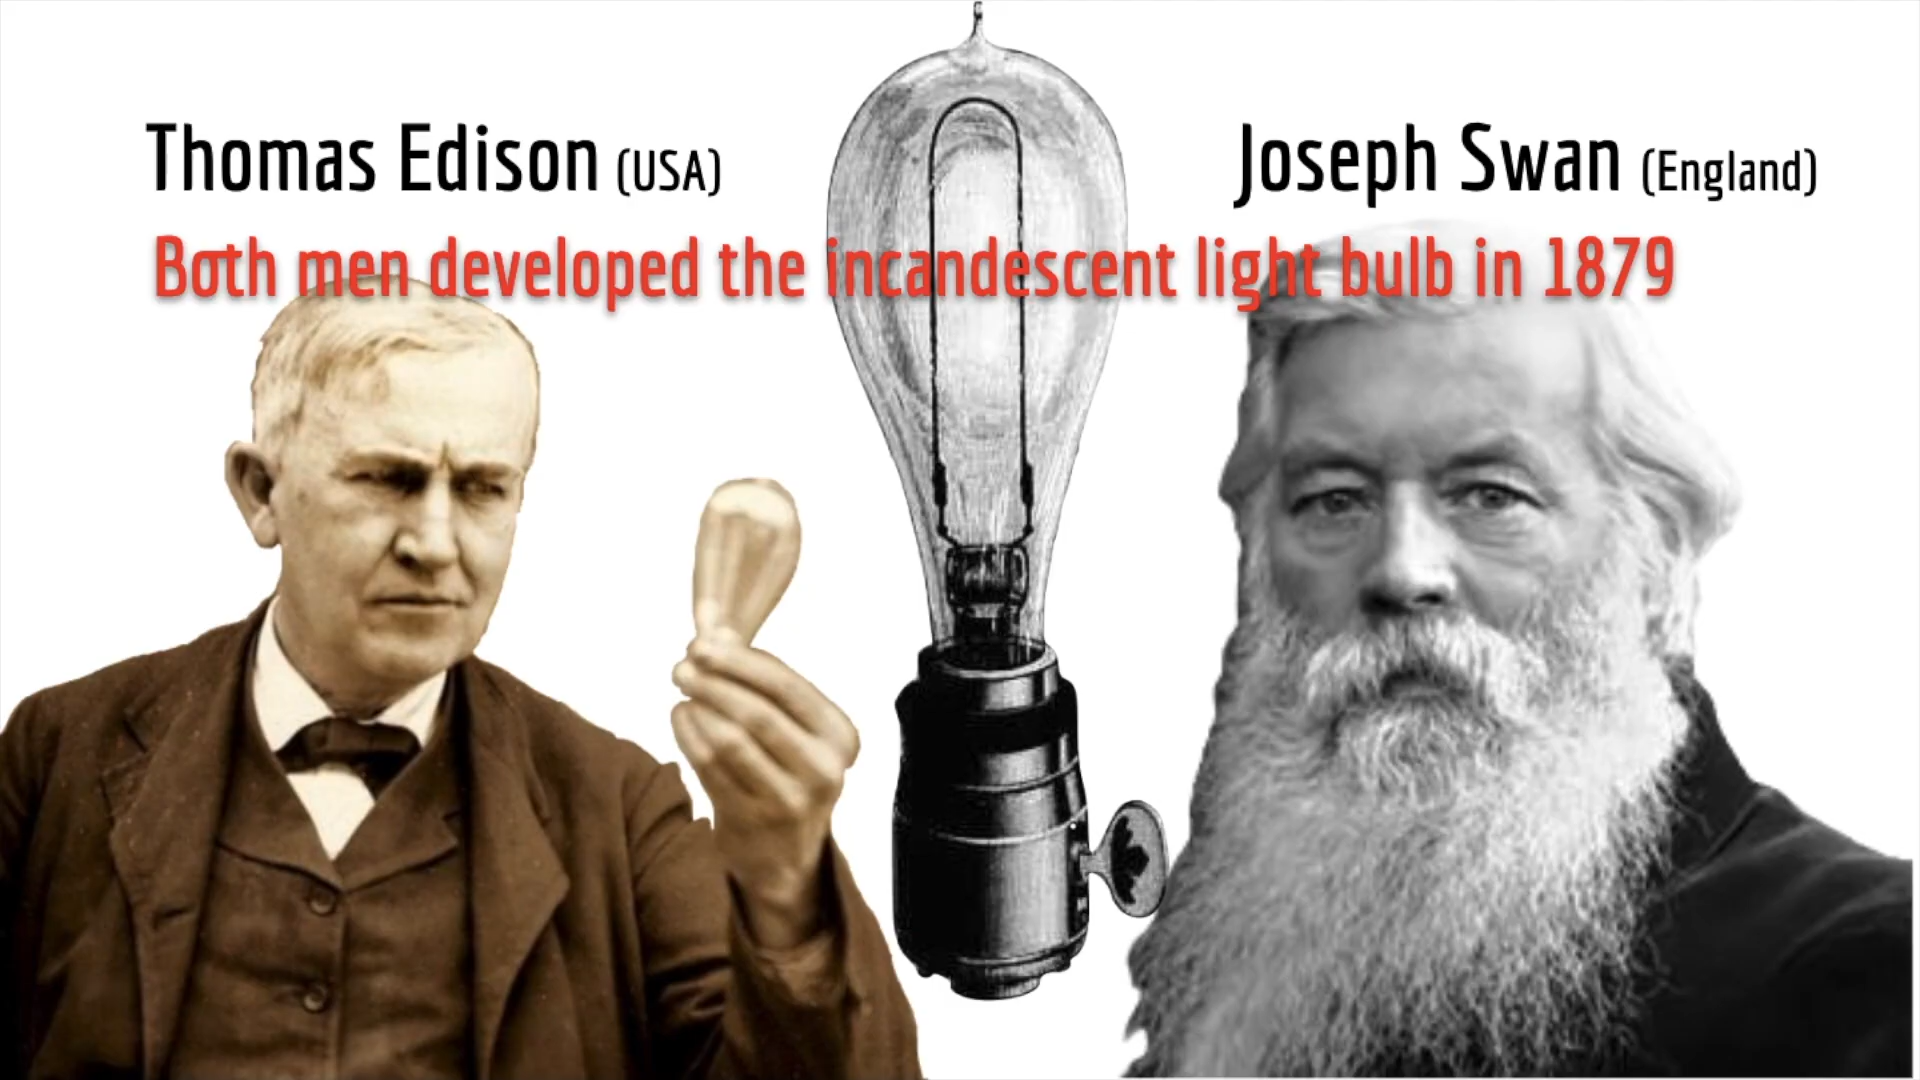 Thomas Edison (USA)
Joseph Swan (England)
Both men developed the incandescent light bulb in 1879